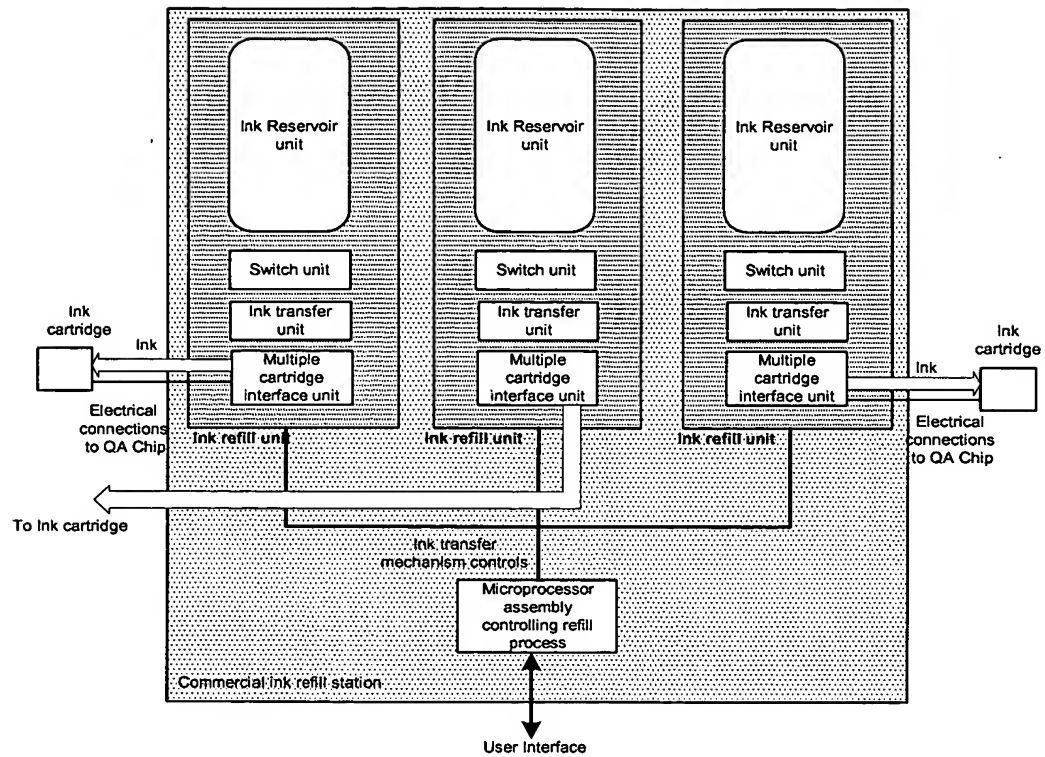 Ink Reservoir
unit
Ink Reservoir
unit
Ink Reservoir
unit
Switch unit
Switch unit
Switch unit
Ink transfer
unit
Ink transfer
unit
Ink transfer
unit
Ink
cartridge
Ink
Multiple
cartridge
interface unit
Multiple
cartridge
interface unit
Multiple
cartridge
interface unit
Ink
Ink
cartridge
Electrical
connections
to QA Chip
Ink refill unit
Ink refill unit
Ink refill unit
Electrical
connections
to QA Chip
To Ink cartridge
Ink transfer
mechanism controls
Microprocessor
assembly
controlling refill
process
Commercial ink refill station
User Interface